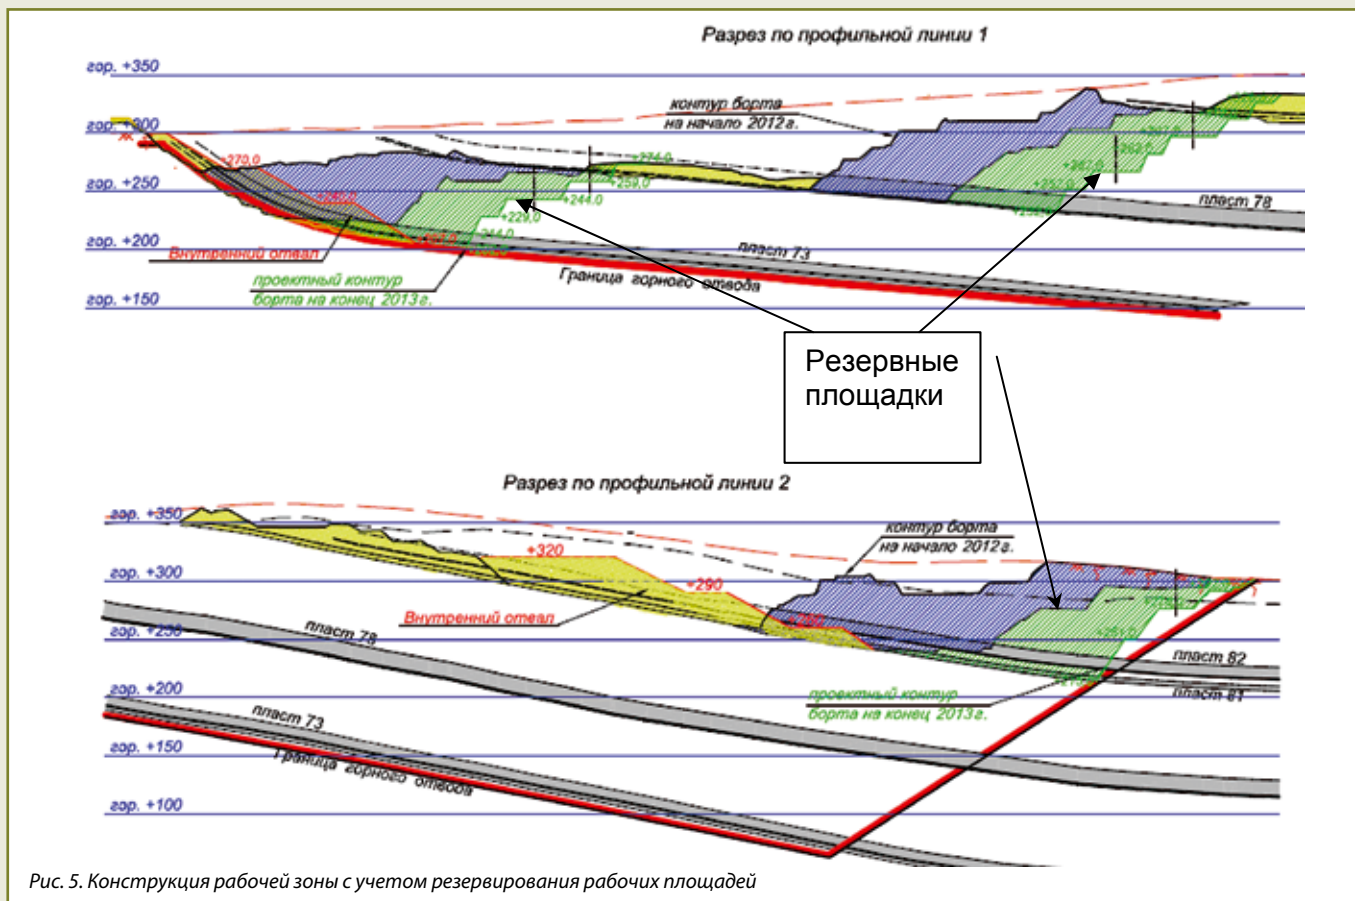 Разрез по профильной линии 1
гор. +350
контур борта
на начало 2012 г.
гор. +300
+270,0
+274.0
+259,0
гор. +250
+244.0
+229,0
пласт 78
гор. +200
Внутренний отвал
пласт 73
проектный контур
борта на конец 2013 г.
Граница горного отвода
гор. +150
Резервные
площадки
Разрез по профильной линии 2
гор. +350
контур борта
на начало 2012 г.
+320
гор. +300
+290
Внутренний отвал
пласт 78
гор. +250
+251,0
пласт 82
пласт 81
гор. +200
проектный контур
борта на конец 2013 г.
пласт 73
гор. +150
Граница горного отвода
гор. +100
Рис. 5. Конструкция рабочей зоны с учетом резервирования рабочих площадей